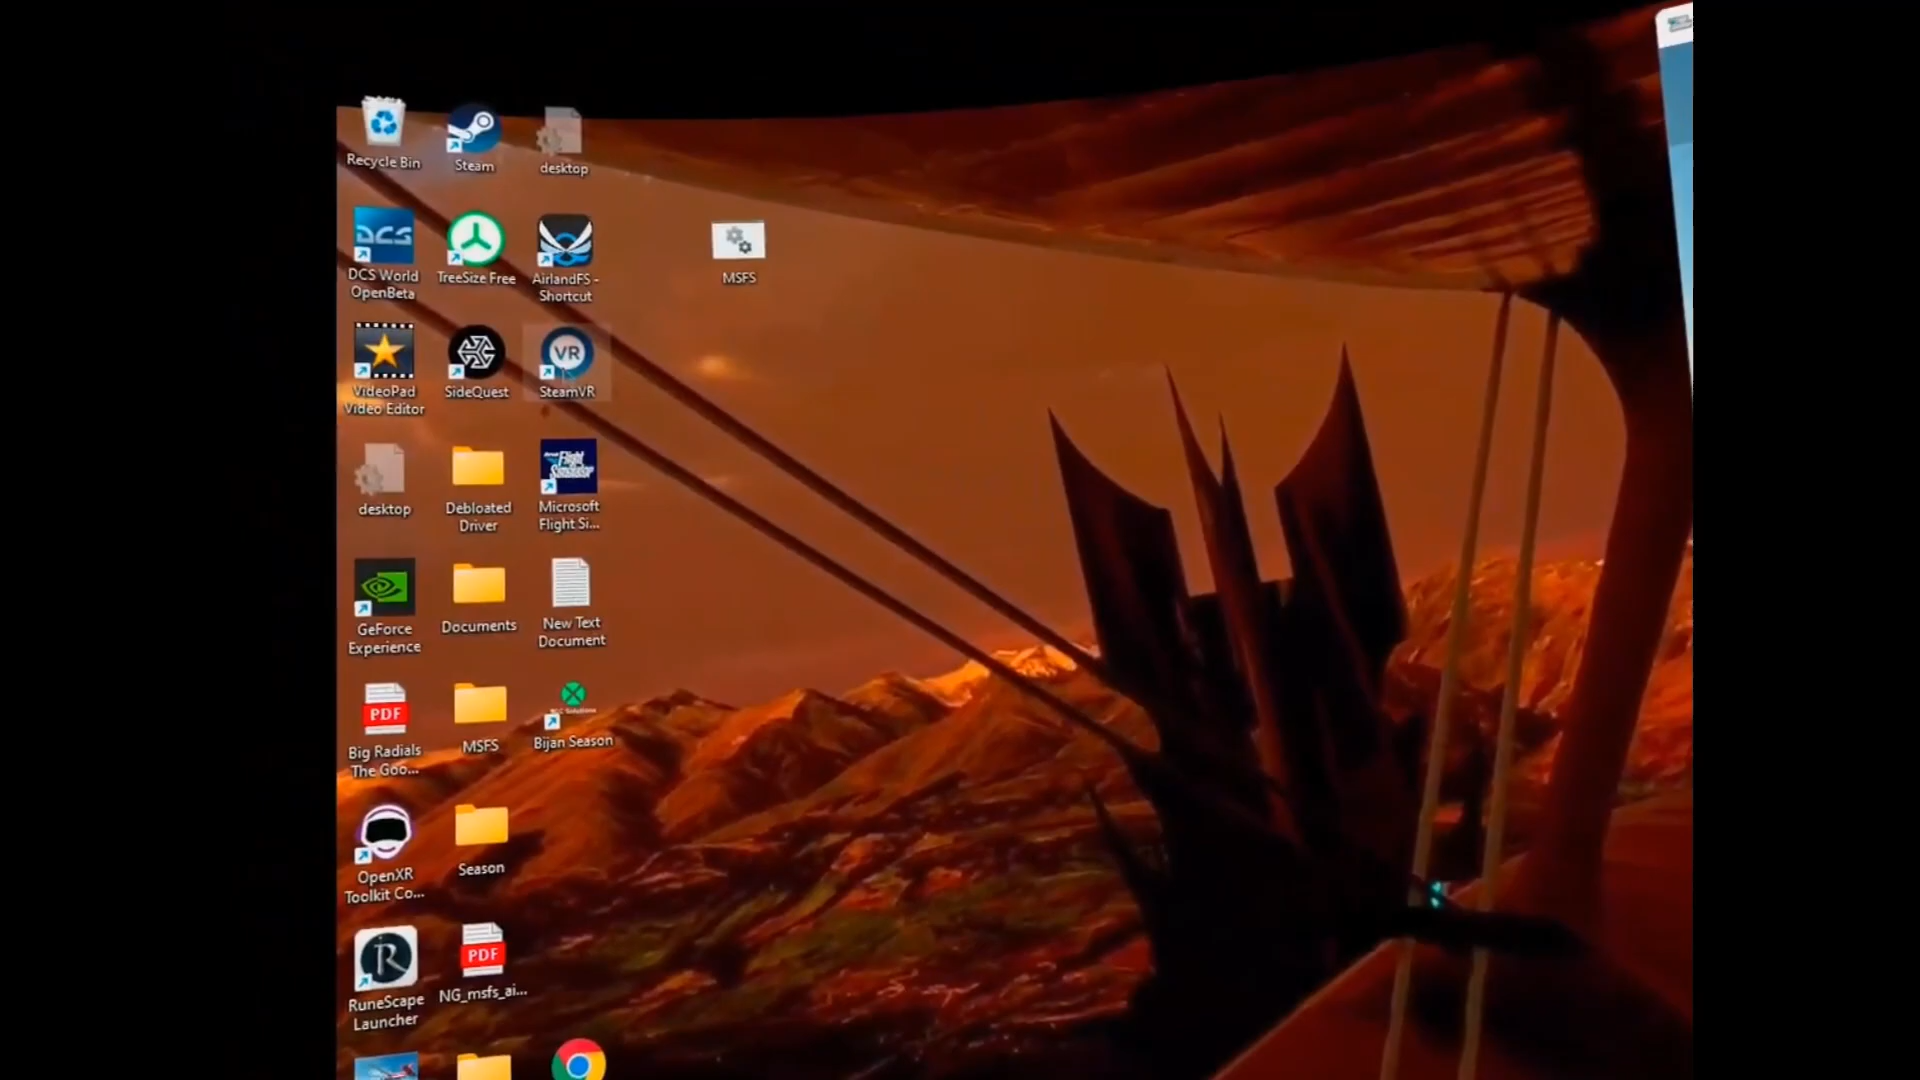 Recycle Bin
Steam
desktop
DCS
DCS World
OpenBeta
TreeSize Free
AirlandFS -
Shortcut
MSFS
VideoPad
Video Editor
SideQuest
VR
SteamVR
desktop
Debloated
Driver
Flight
Microsoft
Flight Si...
GeForce
Experience
Documents
New Text
Document
PDF
Big Radials
The Goo...
MSFS
Bijan Season
OpenXR
Toolkit Co...
Season
R
RuneScape
Launcher
PDF
NG_msfs_ai...